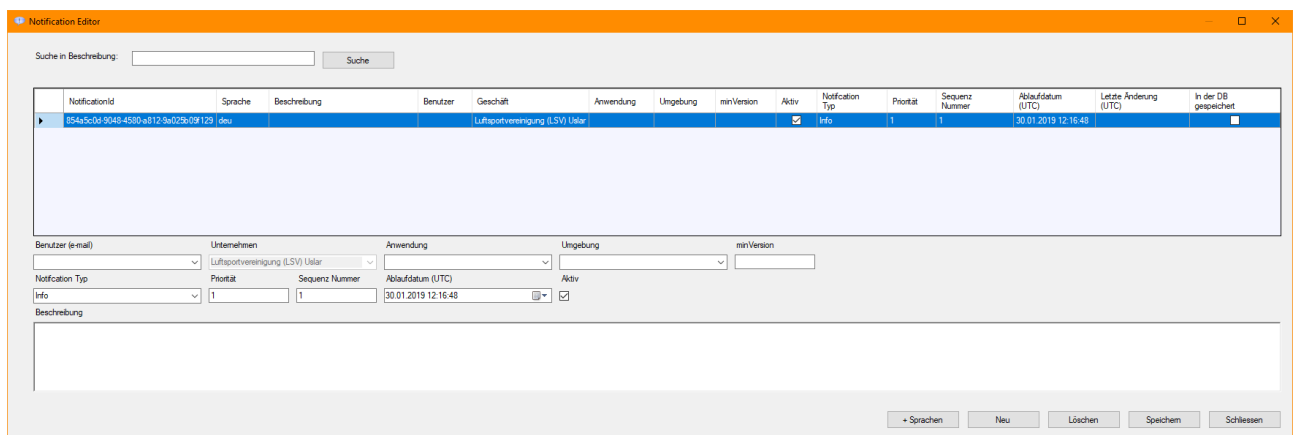 Notification Editor
Suche in Beschreibung: Suche
NotificationId Sprache Beschreibung Benutzer Geschäft Anwendung Umgebung minVersion Aktiv Notifcation Typ Priorität Sequenz Nummer Ablaufdatum (UTC) Letzte Änderung (UTC) In der DB gespeichert
854a5c0d-9048-4580-a812-9a025b09f129 deu Luftsportvereinigung (LSV) Uslar Info 1 1 30.01.2019 12:16:48
Benutzer (e-mail) Unternehmen Anwendung Umgebung minVersion
Luftsportvereinigung (LSV) Uslar
Notifcation Typ Priorität Sequenz Nummer Ablaufdatum (UTC) Aktiv
Info 1 1 30.01.2019 12:16:48
Beschreibung
+ Sprachen Neu Löschen Speichern Schliessen